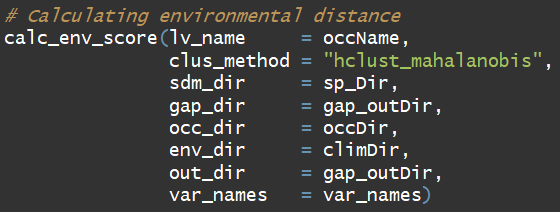 # Calculating environmental distance
calc_env_score(lv_name     = occName,
               clus_method = "hclust_mahalanobis",
               sdm_dir     = sp_Dir,
               gap_dir     = gap_outDir,
               occ_dir     = occDir,
               env_dir     = climDir,
               out_dir     = gap_outDir,
               var_names   = var_names)